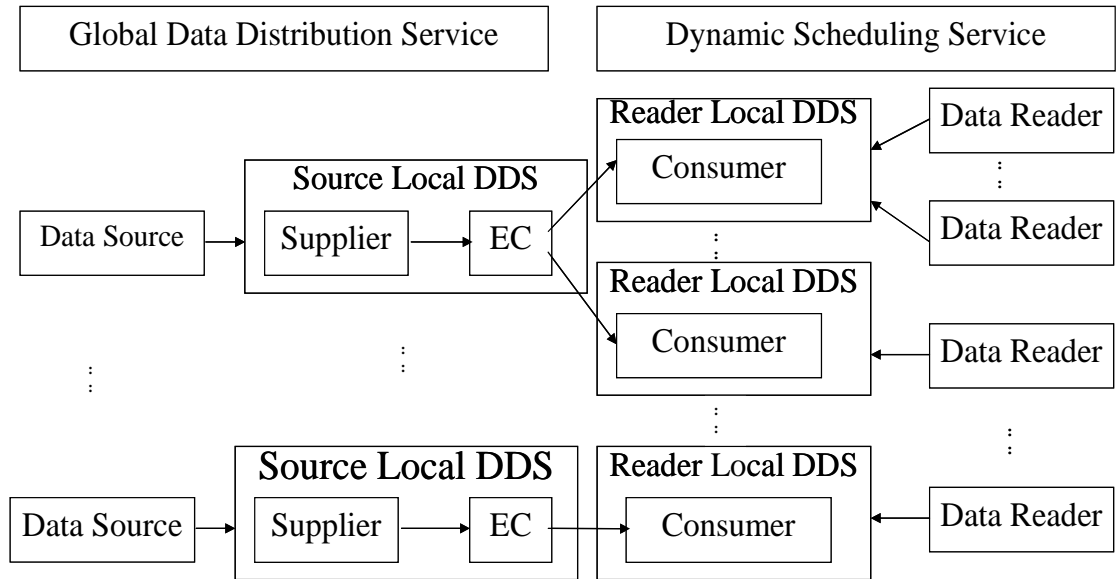 Global Data Distribution Service
Dynamic Scheduling Service
Reader Local DDS
Data Reader
Consumer
Source Local DDS
Data Source
Supplier
EC
Data Reader
Reader Local DDS
Consumer
Data Reader
Source Local DDS
Reader Local DDS
Data Source
Supplier
EC
Consumer
Data Reader